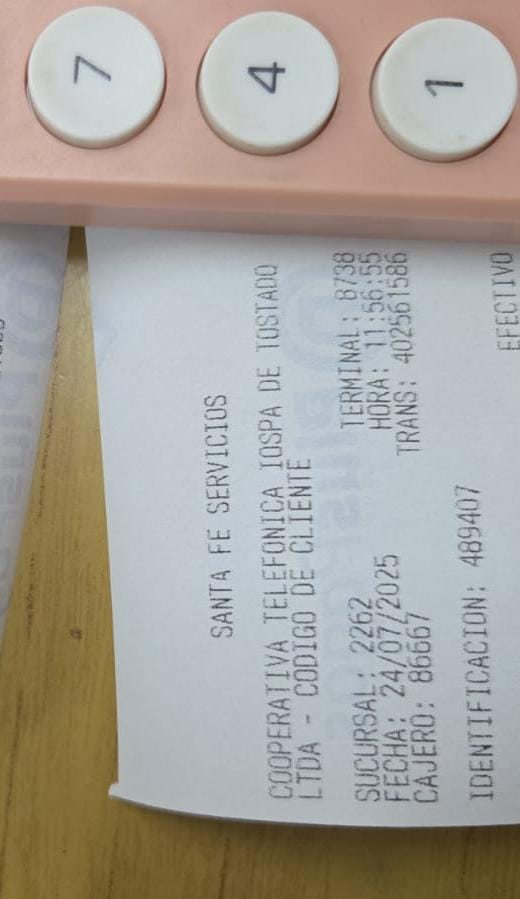 7 4 1
SANTA FE SERVICIOS
COOPERATIVA TELEFONICA IOSPA DE TOSTADO
LTDA - CODIGO DE CLIENTE
SUCURSAL: 2262 TERMINAL: 8738
FECHA: 24/07/2025 HORA: 11:56:55
CAJERO: 86667 TRANS: 402561586
IDENTIFICACION: 489407
EFECTIVO